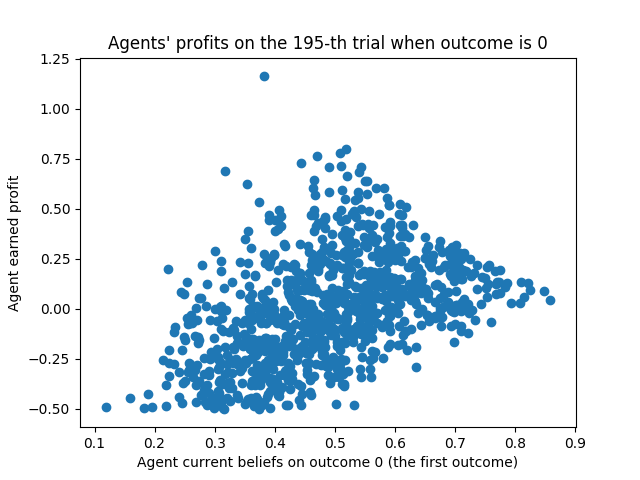 Agents' profits on the 195-th trial when outcome is 0
1.25
1.00
0.75
0.50
0.25
0.00
−0.25
−0.50
Agent earned profit
0.1 0.2 0.3 0.4 0.5 0.6 0.7 0.8 0.9
Agent current beliefs on outcome 0 (the first outcome)